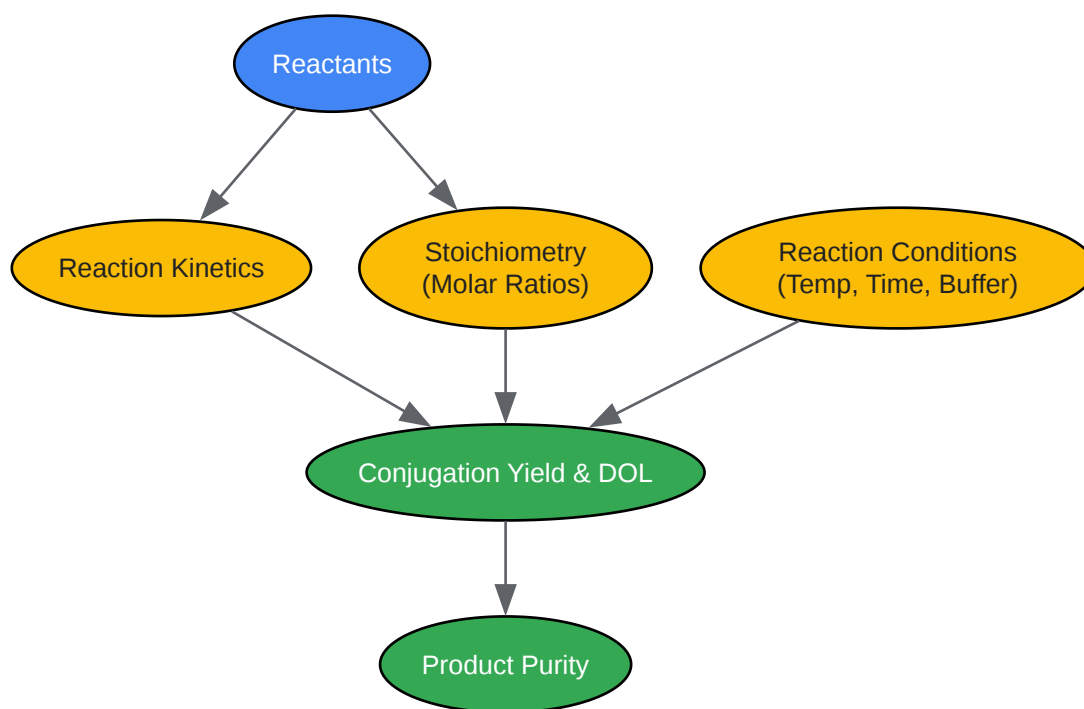 Reactants
Reaction Kinetics
Stoichiometry
(Molar Ratios)
Reaction Conditions
(Temp, Time, Buffer)
Conjugation Yield & DOL
Product Purity